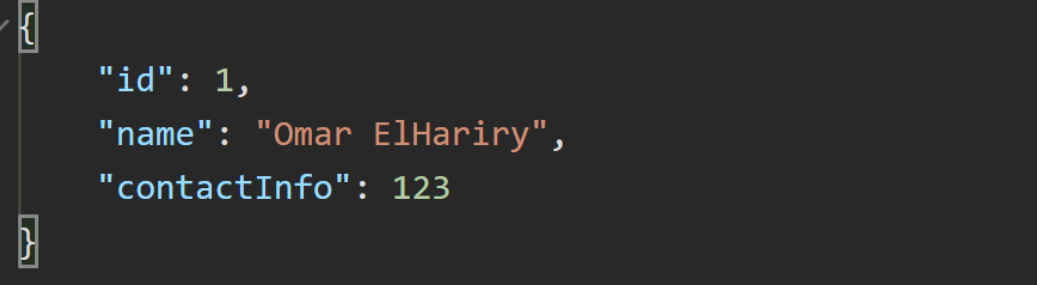 {
"id": 1,
"name": "Omar ElHariry",
"contactInfo": 123
}